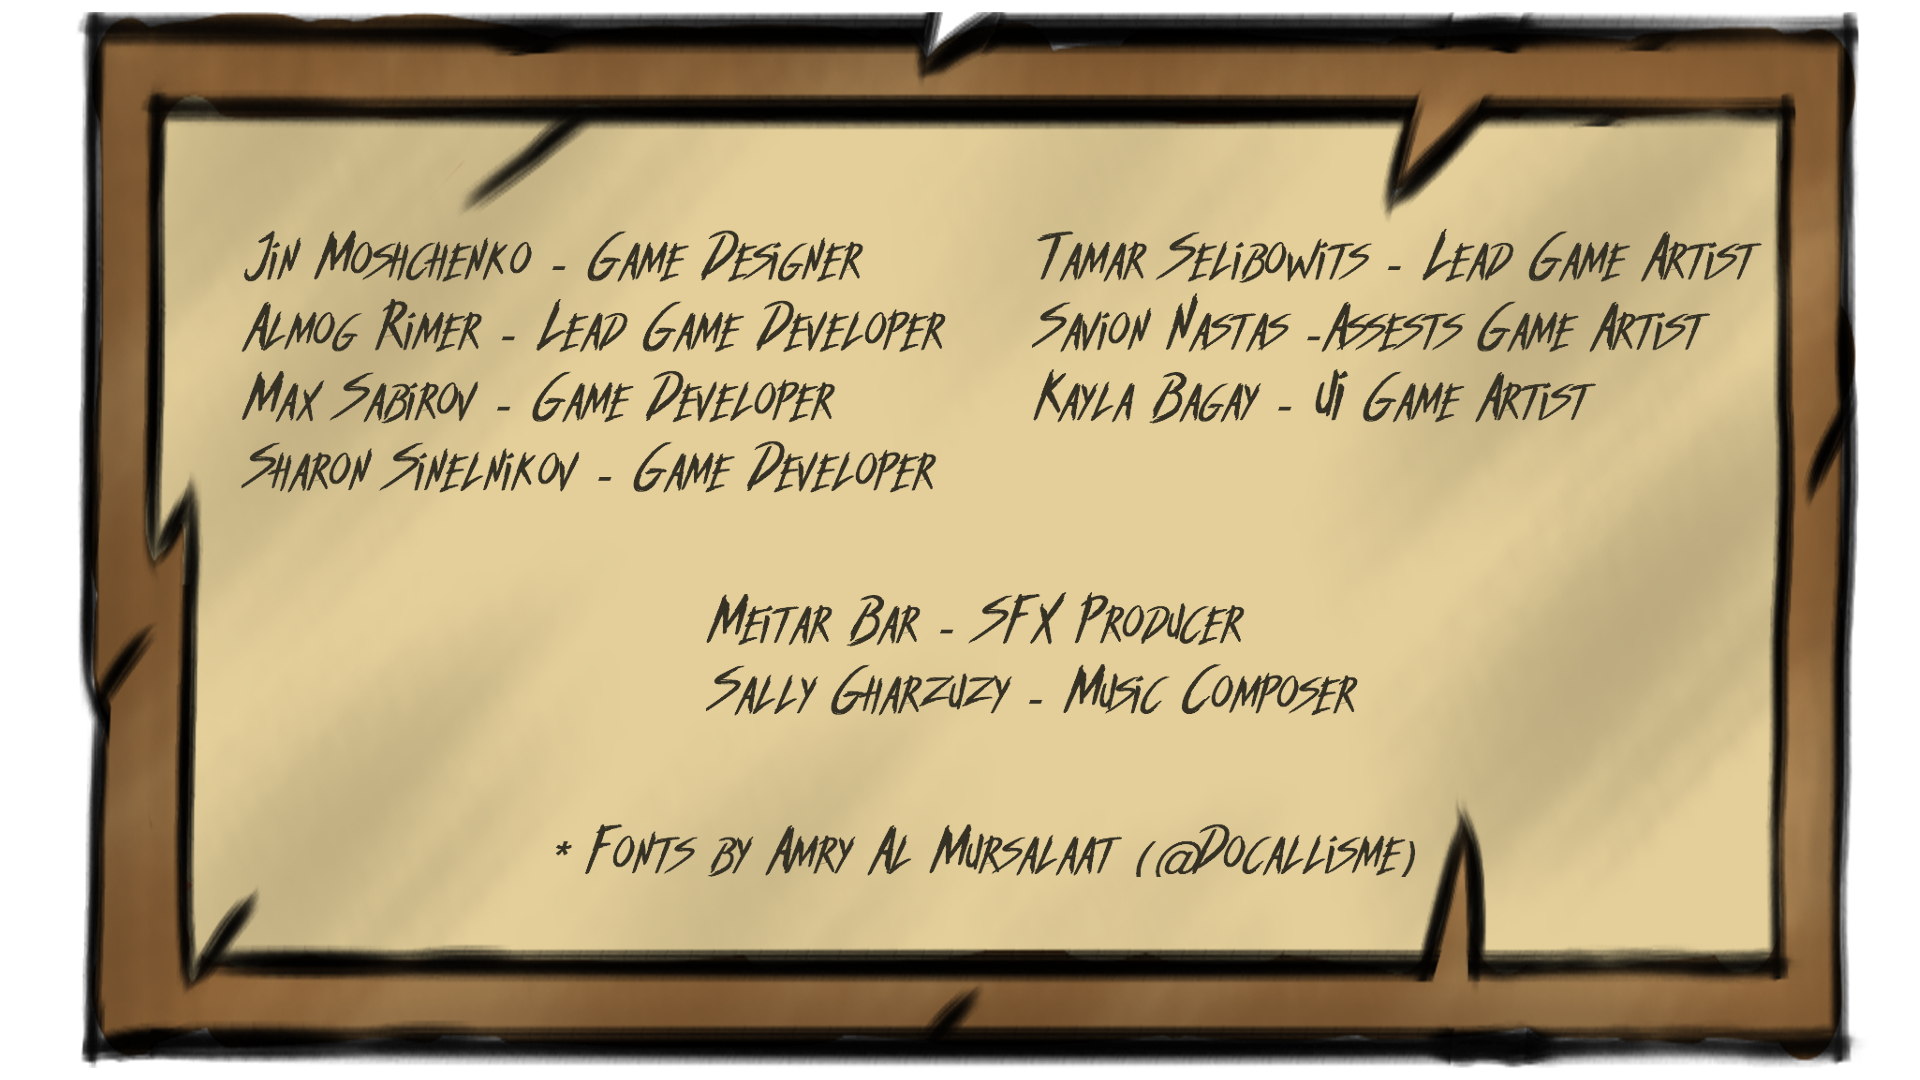 Jin Moshchenko - Game Designer
Almog Rimer - Lead Game Developer
Max Sabirov - Game Developer
Sharon Sinelnikov - Game Developer
Tamar Selibowits - Lead Game Artist
Savion Nastas -Assests Game Artist
Kayla Bagay - UI Game Artist
Meitar Bar - SFX Producer
Sally Gharzuzy - Music Composer
* Fonts by Amry Al Mursalaat (@Docallisme)